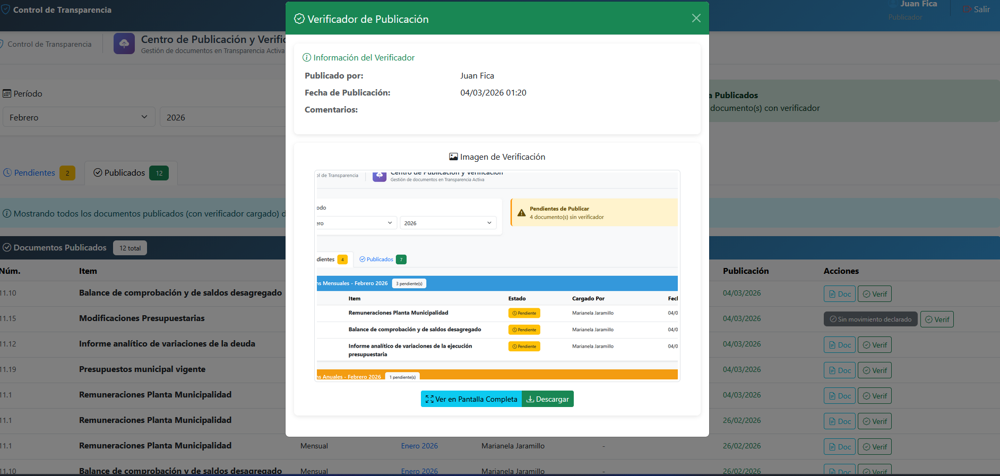 Control de Transparencia
Juan Fica
Publicador
Salir
Control de Transparencia
Centro de Publicación y Verific
Gestión de documentos en Transparencia Activa
Período
Febrero
2026
a Publicados
documento(s) con verificador
Pendientes 2
Publicados 12
Mostrando todos los documentos publicados (con verificador cargado) d
Documentos Publicados 12 total
Núm. Item Publicación Acciones
11.10 Balance de comprobación y de saldos desagregado 04/03/2026 Doc Verif
11.15 Modificaciones Presupuestarias 04/03/2026 Sin movimiento declarado Verif
11.12 Informe analítico de variaciones de la deuda 04/03/2026 Doc Verif
11.19 Presupuestos municipal vigente 04/03/2026 Doc Verif
11.1 Remuneraciones Planta Municipalidad 04/03/2026 Doc Verif
11.1 Remuneraciones Planta Municipalidad 26/02/2026 Doc Verif
11.1 Remuneraciones Planta Municipalidad Mensual Enero 2026 Marianela Jaramillo - 26/02/2026 Doc Verif
11.10 Balance de comprobación y de saldos desagregado Mensual Enero 2026 Marianela Jaramillo - 26/02/2026 Doc Verif
Verificador de Publicación
Información del Verificador
Publicado por: Juan Fica
Fecha de Publicación: 04/03/2026 01:20
Comentarios:
Imagen de Verificación
ol de Transparencia
Centro de Publicación y Verificación
Gestión de documentos en Transparencia Activa
odo
ero
2026
Pendientes de Publicar
4 documento(s) sin verificador
dientes 4
Publicados 7
ns Mensuales - Febrero 2026 3 pendiente(s)
Item Estado Cargado Por Fecl
Remuneraciones Planta Municipalidad Pendiente Marianela Jaramillo 04/0
Balance de comprobación y de saldos desagregado Pendiente Marianela Jaramillo 04/0
Informe analítico de variaciones de la ejecución Pendiente Marianela Jaramillo 04/0
presupuestaria
ns Anuales - Febrero 2026 1 pendiente(s)
Ver en Pantalla Completa
Descargar